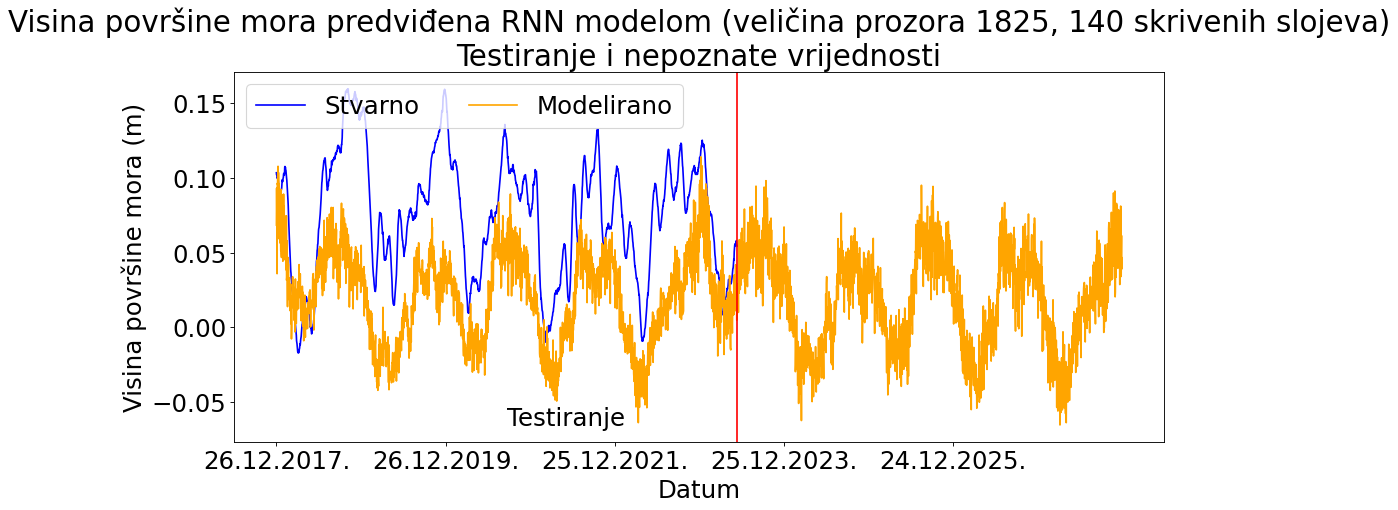 Visina površine mora predviđena RNN modelom (veličina prozora 1825, 140 skrivenih slojeva)
Testiranje i nepoznate vrijednosti
Stvarno
Modelirano
Visina površine mora (m)
0.15
0.10
0.05
0.00
−0.05
Testiranje
26.12.2017.
26.12.2019.
25.12.2021.
25.12.2023.
24.12.2025.
Datum